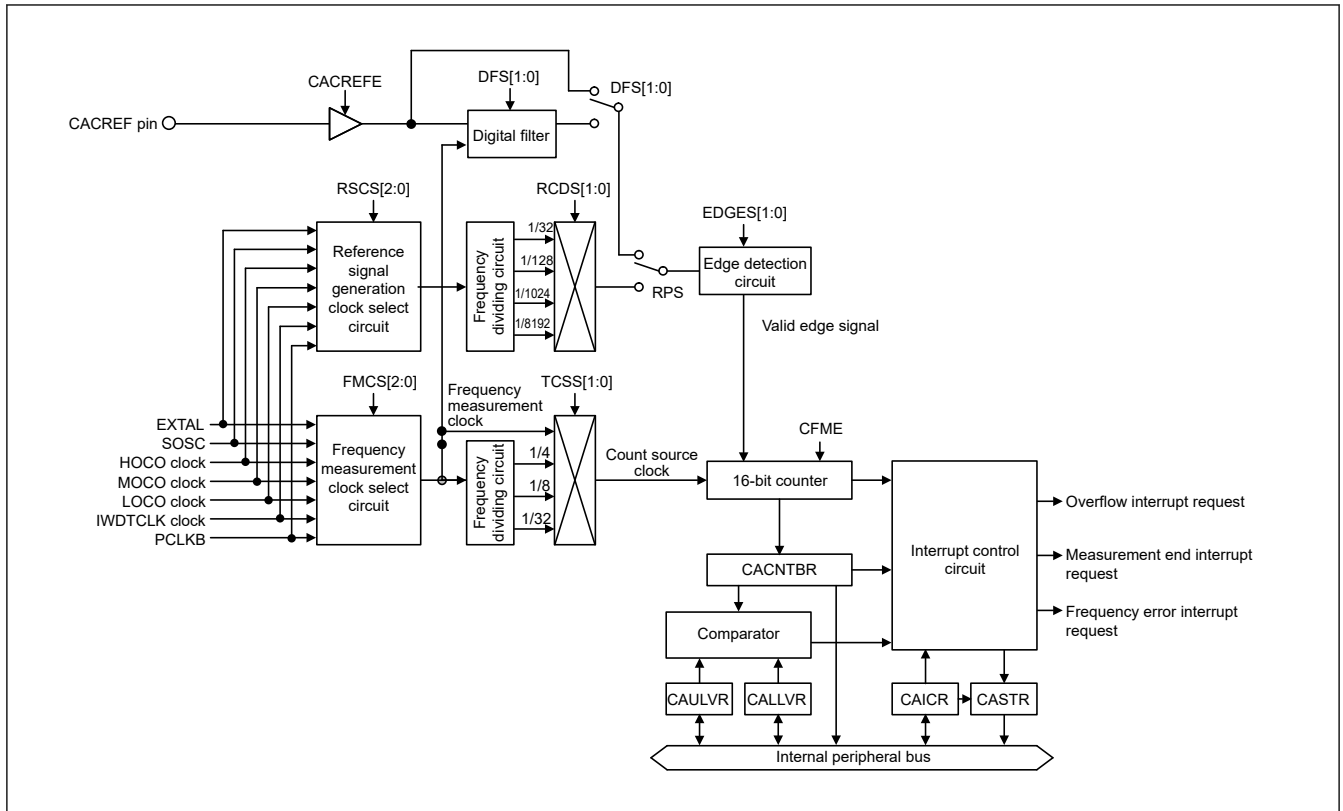 CACREFE
DFS[1:0]
DFS[1:0]
CACREF pin
Digital filter
RSCS[2:0]
RCDS[1:0]
EDGES[1:0]
Reference
signal
generation
clock select
circuit
Frequency
dividing circuit
1/32
1/128
1/1024
1/8192
RPS
Edge detection
circuit
Valid edge signal
FMCS[2:0]
Frequency
measurement
clock
TCSS[1:0]
EXTAL
SOSC
HOCO clock
MOCO clock
LOCO clock
IWDTCLK clock
PCLKB
Frequency
measurement
clock select
circuit
Frequency
dividing circuit
1/4
1/8
1/32
Count source
clock
CFME
16-bit counter
CACNTBR
Comparator
CAULVR
CALLVR
Interrupt control
circuit
CAICR
CASTR
Overflow interrupt request
Measurement end interrupt
request
Frequency error interrupt
request
Internal peripheral bus